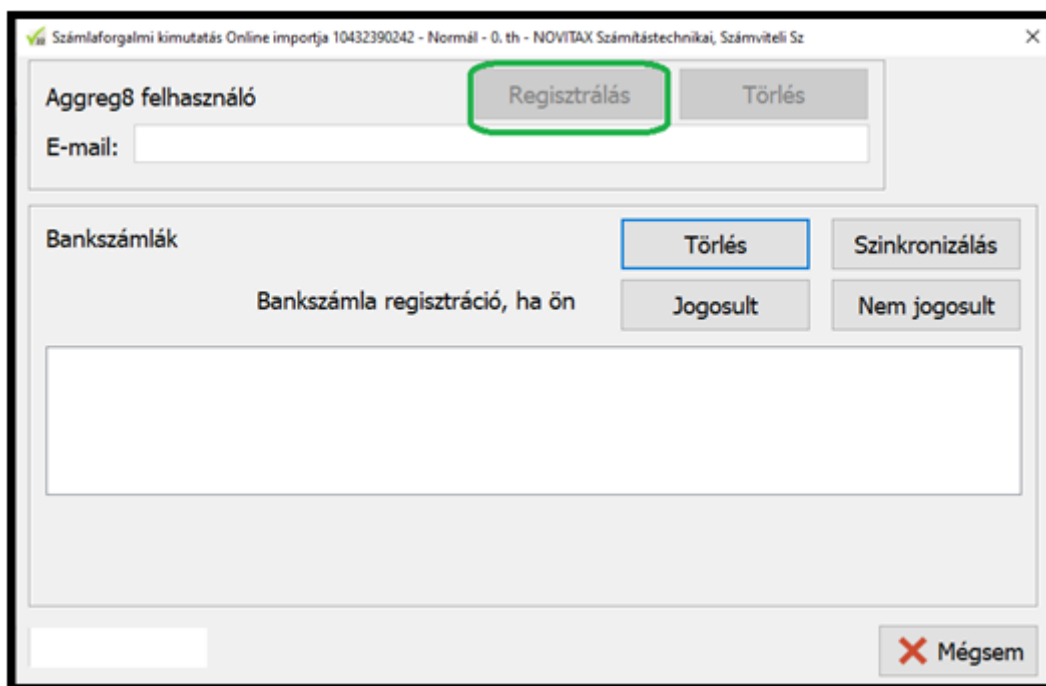 Számlaforgalmi kimutatás Online importja 10432390242 - Normál - 0. th - NOVITAX Számítástechnikai, Számviteli Sz
Aggreg8 felhasználó Regisztrálás Törlés
E-mail:
Bankszámlák Törlés Szinkronizálás
Bankszámla regisztráció, ha ön Jogosult Nem jogosult
Mégsem